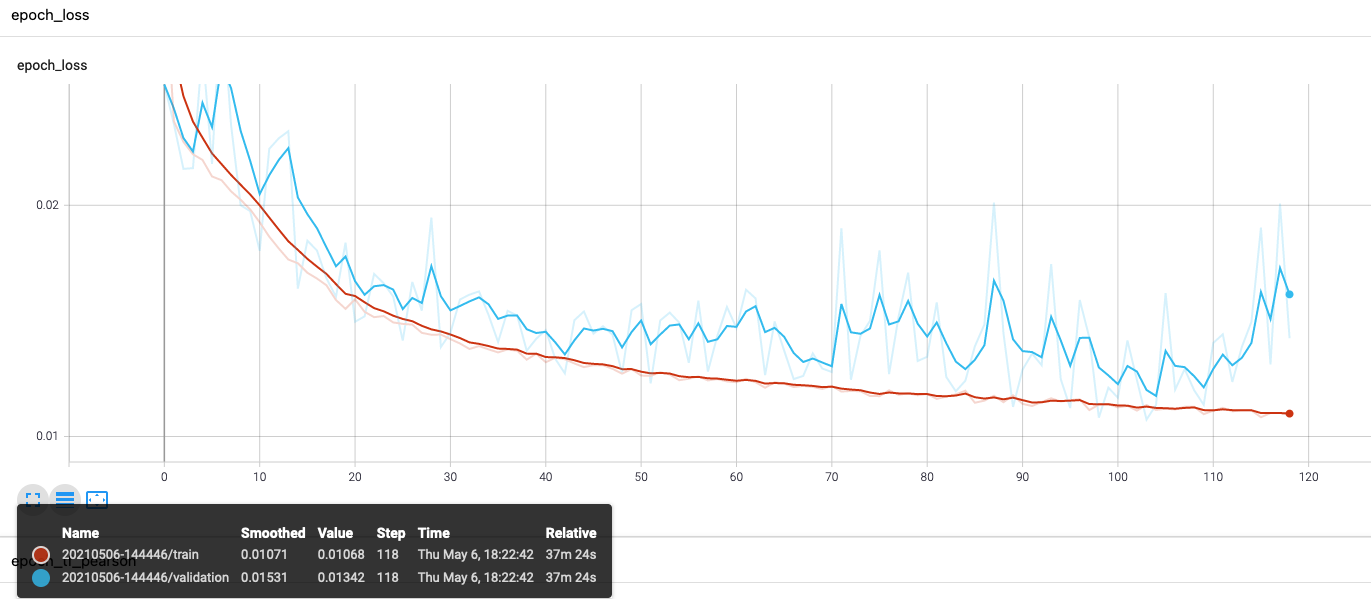 epoch_loss
epoch_loss
0.02
0.01
0 10 20 30 40 50 60 70 80 90 100 110 120
Name Smoothed Value Step Time Relative
20210506-144446/train 0.01071 0.01068 118 Thu May 6, 18:22:42 37m 24s
20210506-144446/validation 0.01531 0.01342 118 Thu May 6, 18:22:42 37m 24s